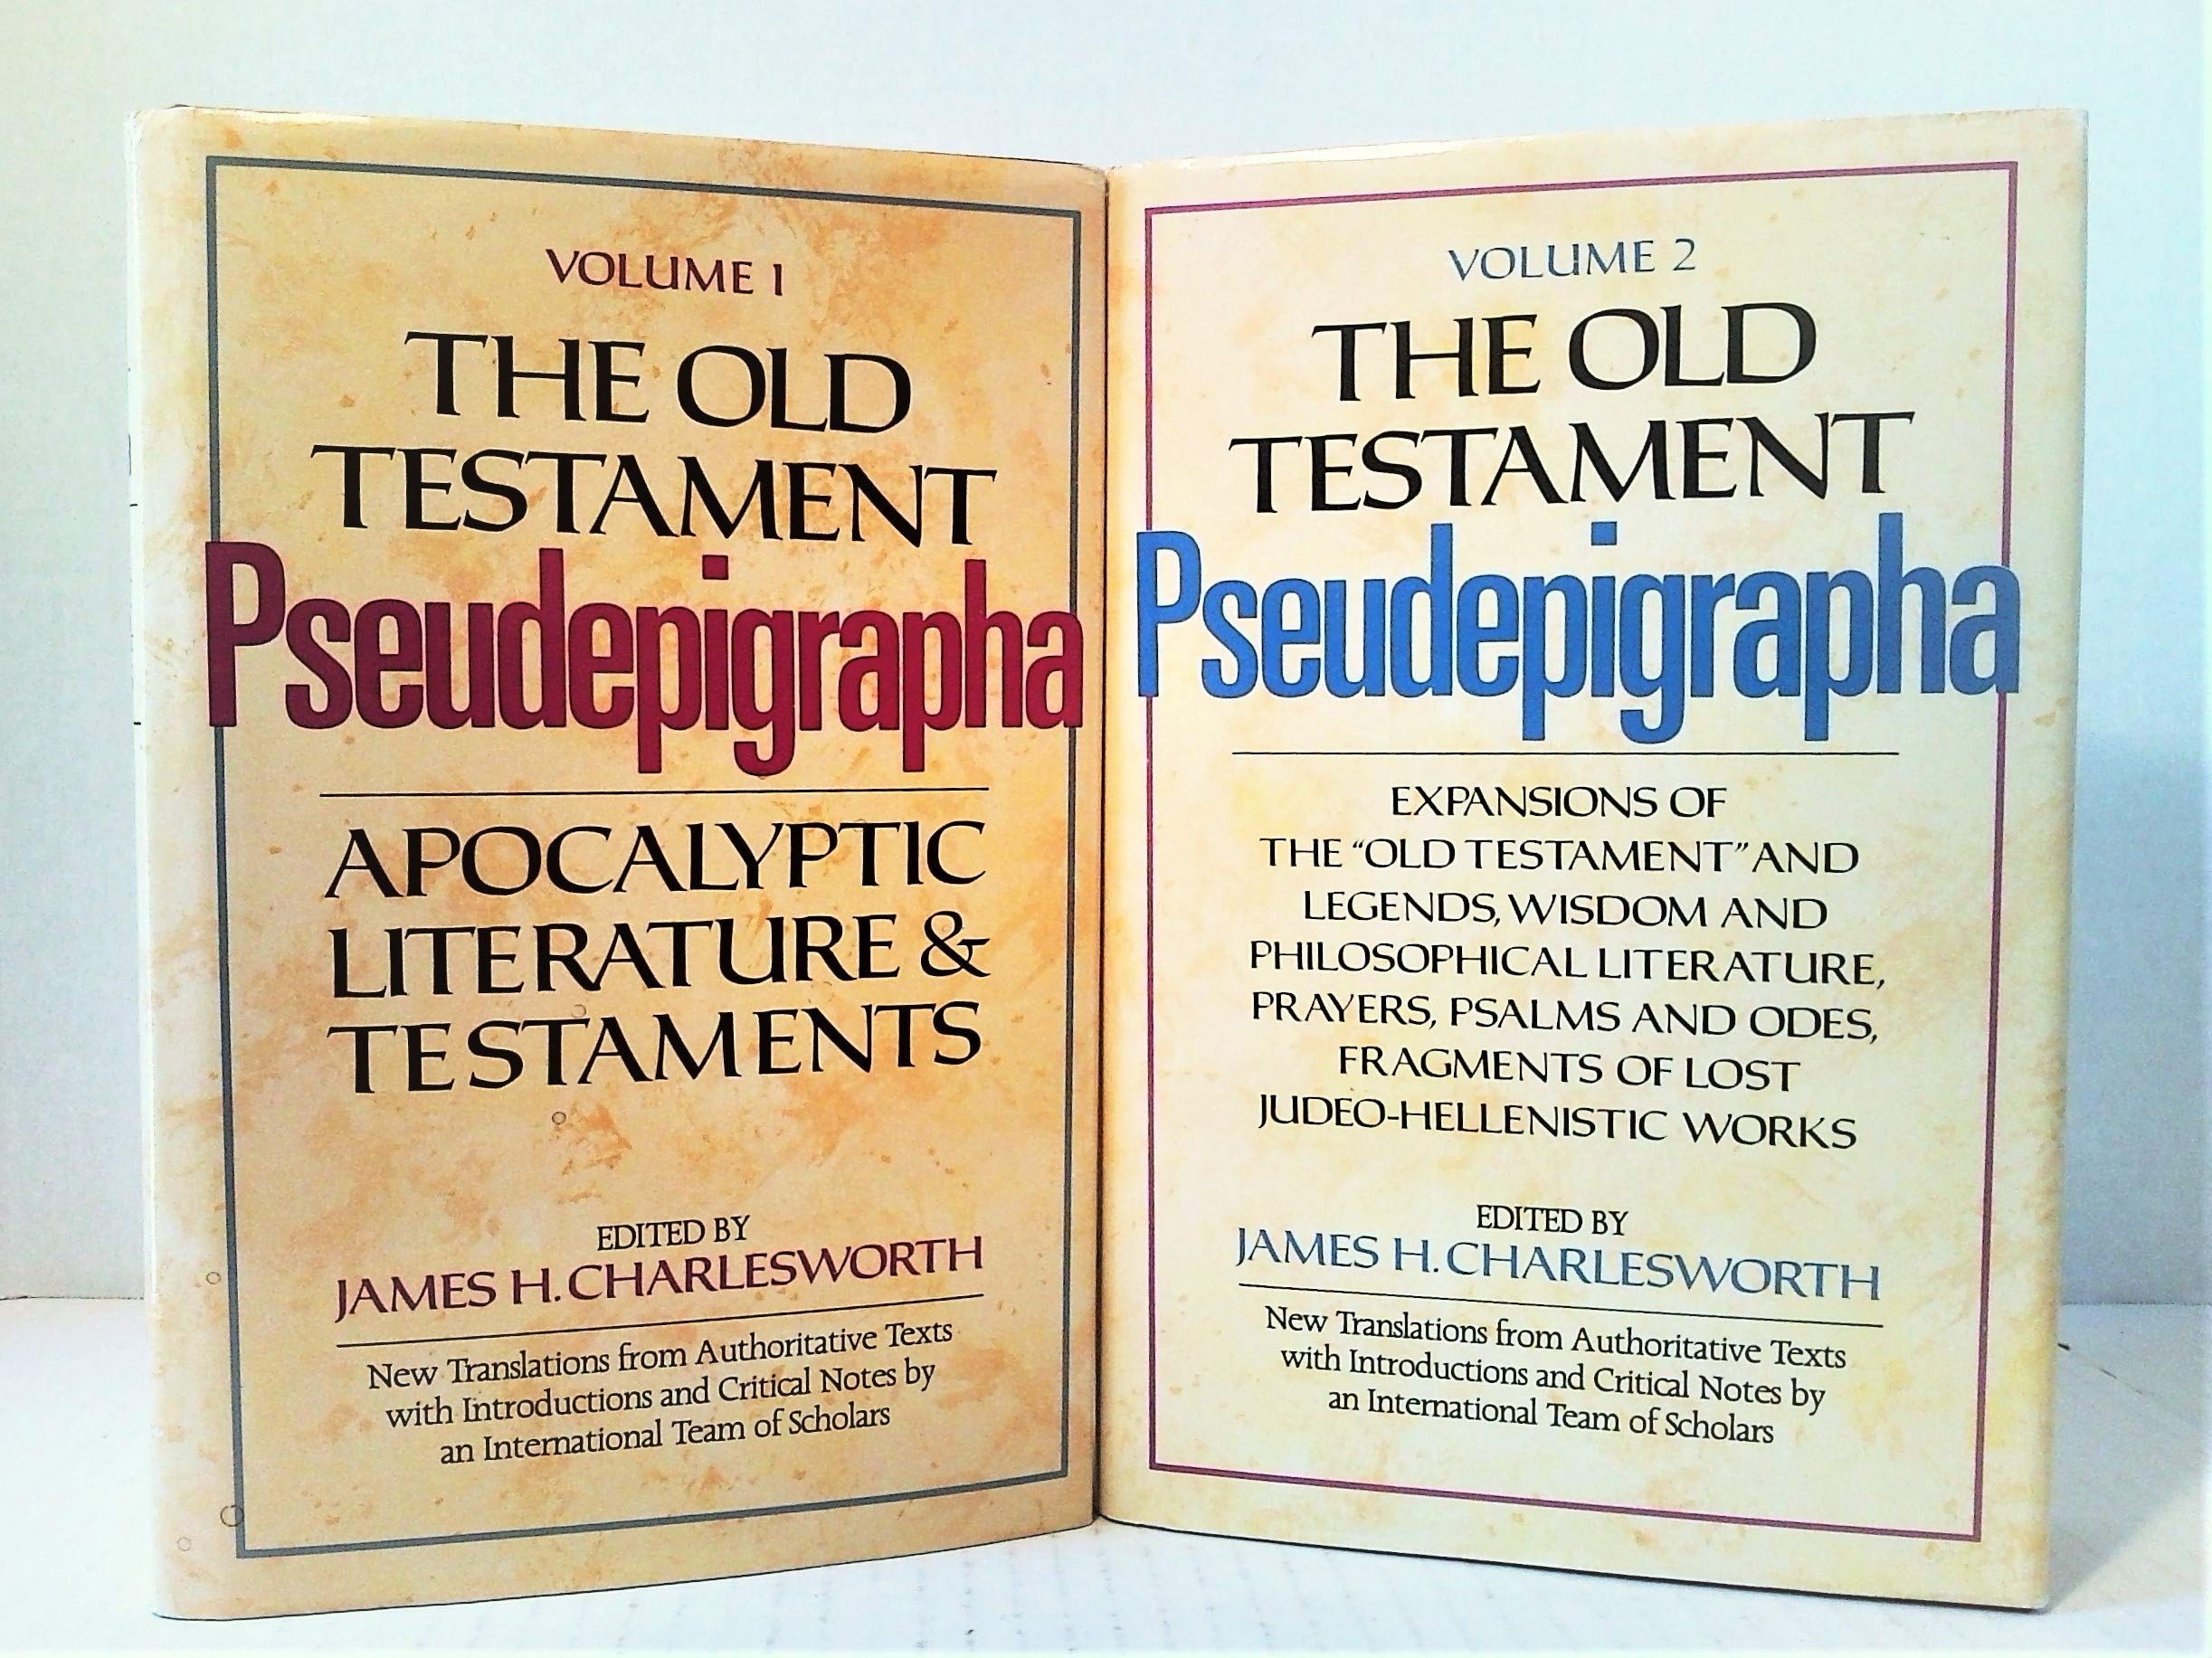 VOLUME 1
THE OLD
TESTAMENT
Pseudepigrapha
APOCALYPTIC
LITERATURE &
TESTAMENTS
EDITED BY
JAMES H. CHARLESWORTH
New Translations from Authoritative Texts
with Introductions and Critical Notes by
an International Team of Scholars
VOLUME 2
THE OLD
TESTAMENT
Pseudepigrapha
EXPANSIONS OF
THE “OLD TESTAMENT” AND
LEGENDS, WISDOM AND
PHILOSOPHICAL LITERATURE,
PRAYERS, PSALMS AND ODES,
FRAGMENTS OF LOST
JUDEO-HELLENISTIC WORKS
EDITED BY
JAMES H. CHARLESWORTH
New Translations from Authoritative Texts
with Introductions and Critical Notes by
an International Team of Scholars